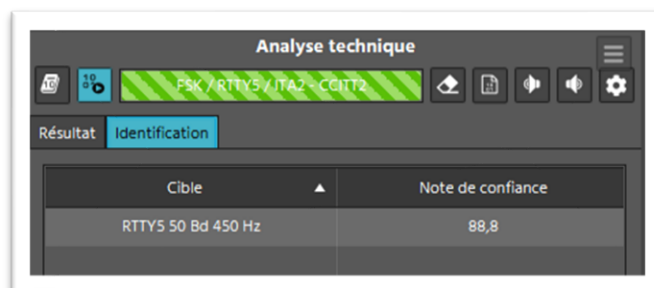 Analyse technique
FSK / RTTY5 / ITA2 - CCITT2
Résultat Identification
Cible Note de confiance
RTTY5 50 Bd 450 Hz 88,8